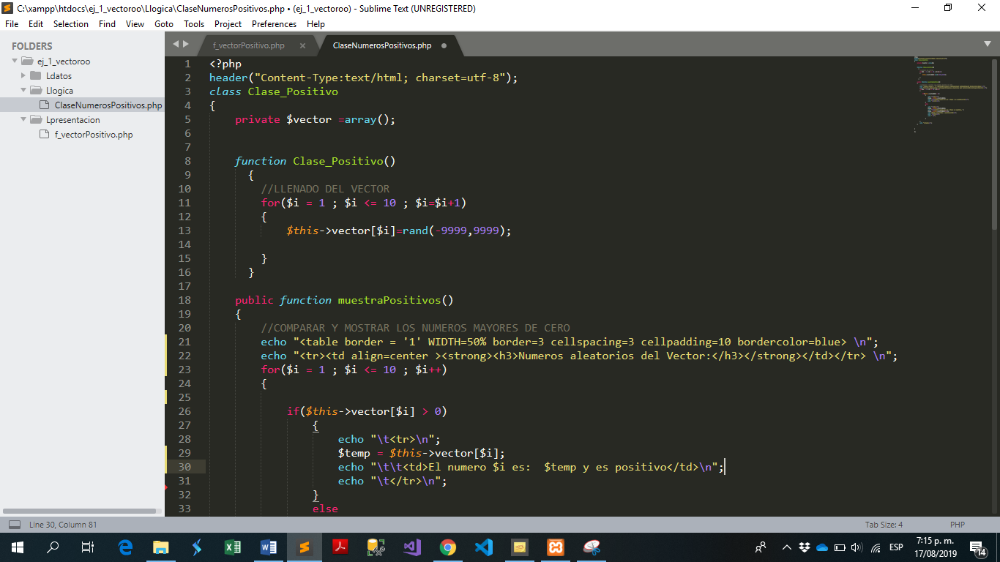 C:\xampp\htdocs\ej_1_vectoroo\Llogica\ClaseNumerosPositivos.php • (ej_1_vectoroo) - Sublime Text (UNREGISTERED)
File Edit Selection Find View Goto Tools Project Preferences Help
FOLDERS
ej_1_vectoroo
Ldatos
Llogica
ClaseNumerosPositivos.php
Lpresentacion
f_vectorPositivo.php
f_vectorPositivo.php × ClaseNumerosPositivos.php
1 <?php
2 header("Content-Type:text/html; charset=utf-8");
3 class Clase_Positivo
4 {
5     private $vector =array();
6
7
8     function Clase_Positivo()
9       {
10         //LLENADO DEL VECTOR
11         for($i = 1 ; $i <= 10 ; $i=$i+1)
12         {
13             $this->vector[$i]=rand(-9999,9999);
14
15         }
16       }
17
18     public function muestraPositivos()
19     {
20         //COMPARAR Y MOSTRAR LOS NUMEROS MAYORES DE CERO
21         echo "<table border = '1' WIDTH=50% border=3 cellspacing=3 cellpadding=10 bordercolor=blue> \n";
22         echo "<tr><td align=center ><strong><h3>Numeros aleatorios del Vector:</h3></strong></td></tr> \n";
23         for($i = 1 ; $i <= 10 ; $i++)
24         {
25
26             if($this->vector[$i] > 0)
27                 {
28                     echo "\t<tr>\n";
29                     $temp = $this->vector[$i];
30                     echo "\t\t<td>El numero $i es:  $temp y es positivo</td>\n";
31                     echo "\t</tr>\n";
32                 }
33                 else
Line 30, Column 81
Tab Size: 4
PHP
ESP
7:15 p. m.
17/08/2019
14